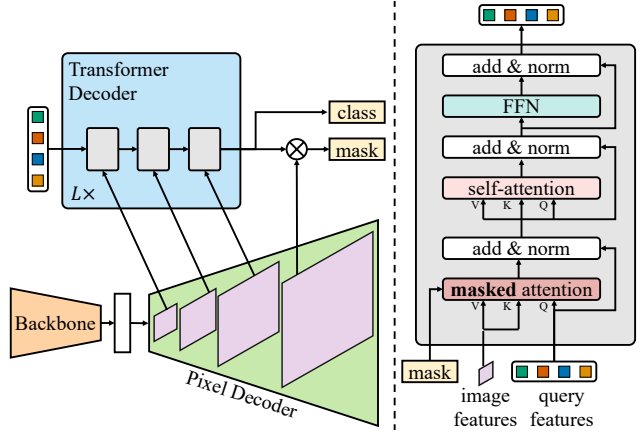 Transformer
Decoder
L×
class
mask
Backbone
Pixel Decoder
add & norm
FFN
add & norm
self-attention
V K Q
add & norm
masked attention
V K Q
mask
image
features
query
features